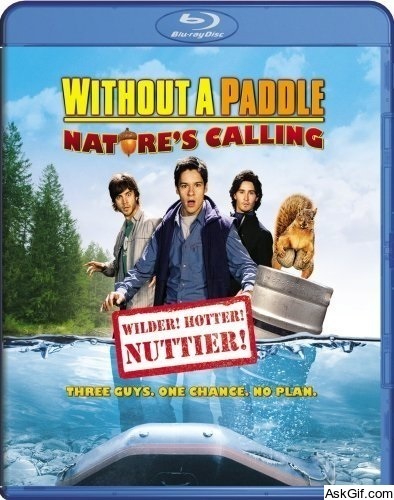 Blu-ray Disc
WITHOUT A PADDLE
NATURE'S CALLING
WILDER! HOTTER!
NUTTIER!
THREE GUYS. ONE CHANCE. NO PLAN.
AskGif.com